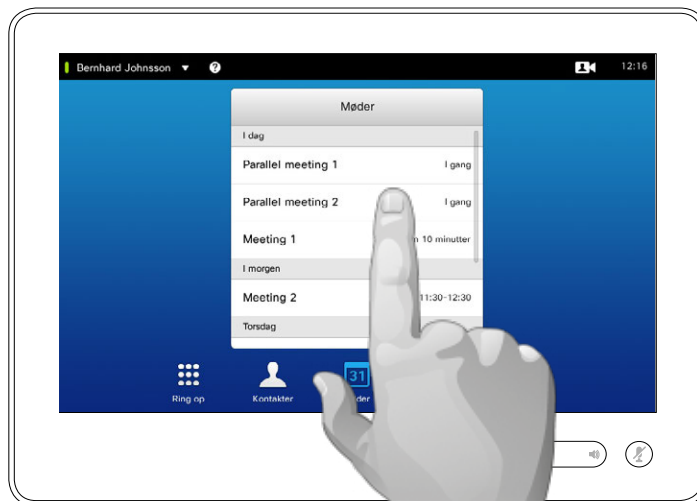 Bernhard Johnsson ? 12:16
Møder
I dag
Parallel meeting 1 I gang
Parallel meeting 2 I gang
Meeting 1 10 minutter
I morgen
Meeting 2 11:30-12:30
Torsdag
31
Ring op Kontakter